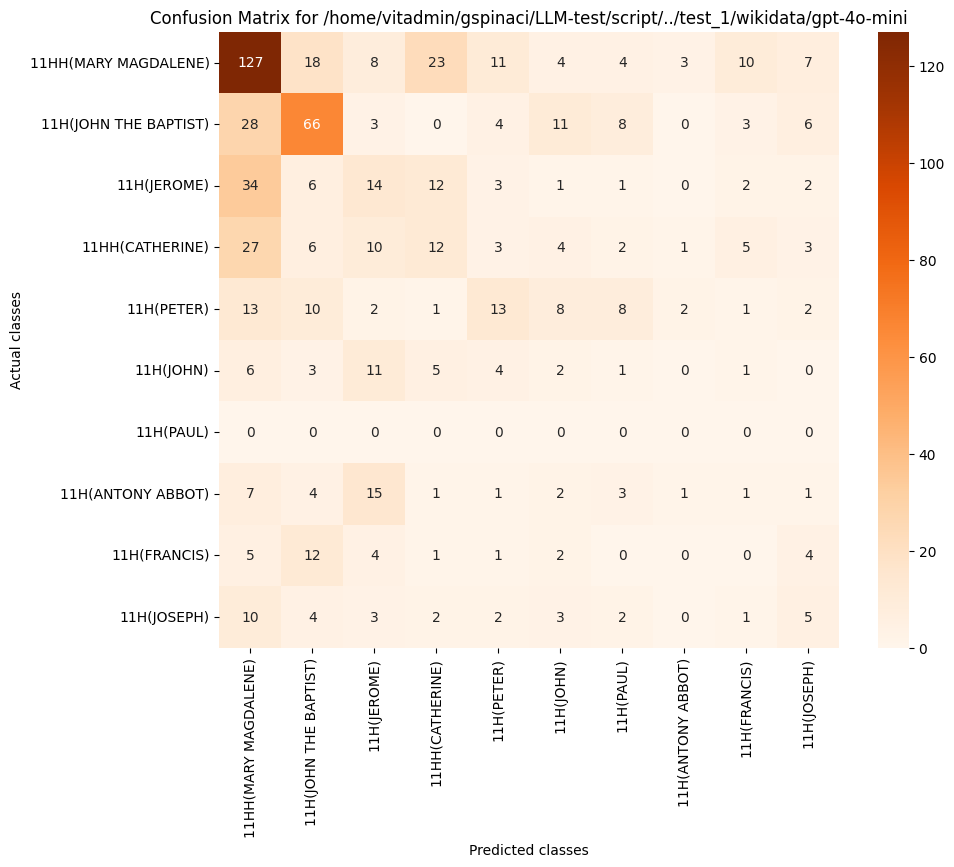 Confusion Matrix for /home/vitadmin/gspinaci/LLM-test/script/../test_1/wikidata/gpt-4o-mini
Actual classes
11HH(MARY MAGDALENE) 127 18 8 23 11 4 4 3 10 7
11H(JOHN THE BAPTIST) 28 66 3 0 4 11 8 0 3 6
11H(JEROME) 34 6 14 12 3 1 1 0 2 2
11HH(CATHERINE) 27 6 10 12 3 4 2 1 5 3
11H(PETER) 13 10 2 1 13 8 8 2 1 2
11H(JOHN) 6 3 11 5 4 2 1 0 1 0
11H(PAUL) 0 0 0 0 0 0 0 0 0 0
11H(ANTONY ABBOT) 7 4 15 1 1 2 3 1 1 1
11H(FRANCIS) 5 12 4 1 1 2 0 0 0 4
11H(JOSEPH) 10 4 3 2 2 3 2 0 1 5
11HH(MARY MAGDALENE)
11H(JOHN THE BAPTIST)
11H(JEROME)
11HH(CATHERINE)
11H(PETER)
11H(JOHN)
11H(PAUL)
11H(ANTONY ABBOT)
11H(FRANCIS)
11H(JOSEPH)
Predicted classes
120
100
80
60
40
20
0